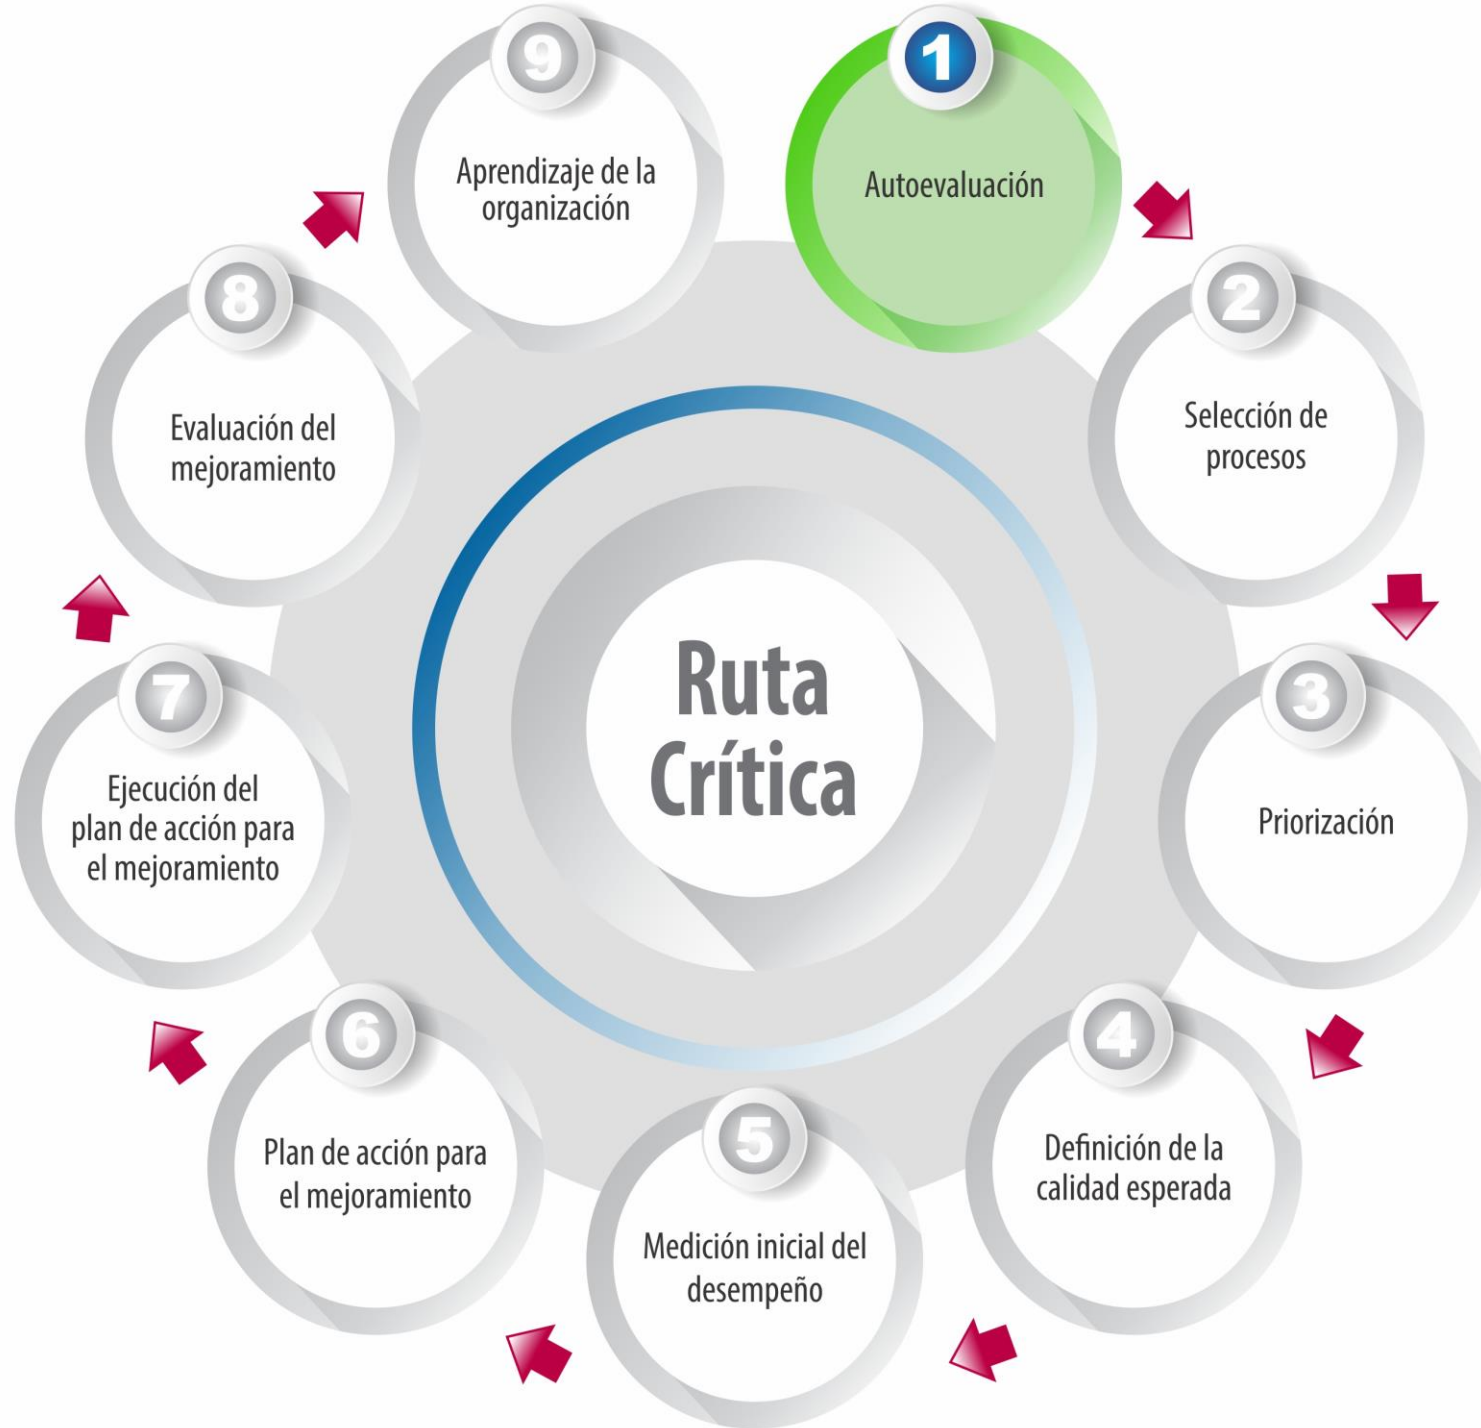 1
Autoevaluación
2
Selección de
procesos
3
Priorización
4
Definición de la
calidad esperada
5
Medición inicial del
desempeño
6
Plan de acción para
el mejoramiento
7
Ejecución del
plan de acción para
el mejoramiento
8
Evaluación del
mejoramiento
9
Aprendizaje de la
organización
Ruta
Crítica